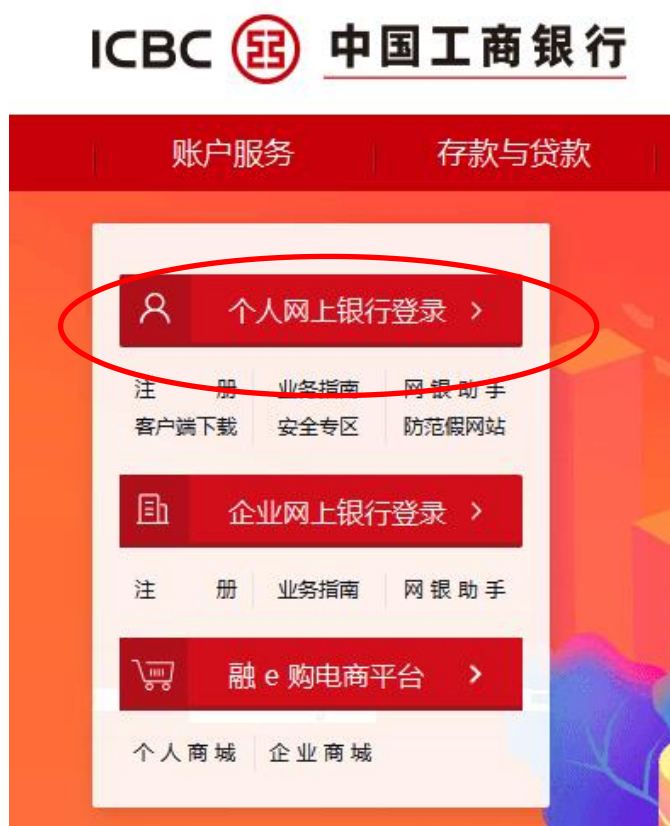 ICBC 中国工商银行
账户服务 存款与贷款
个人网上银行登录 >
注 册 业务指南 网银助手
客户端下载 安全专区 防范假网站
企业网上银行登录 >
注 册 业务指南 网银助手
融e购电商平台 >
个人商城 企业商城